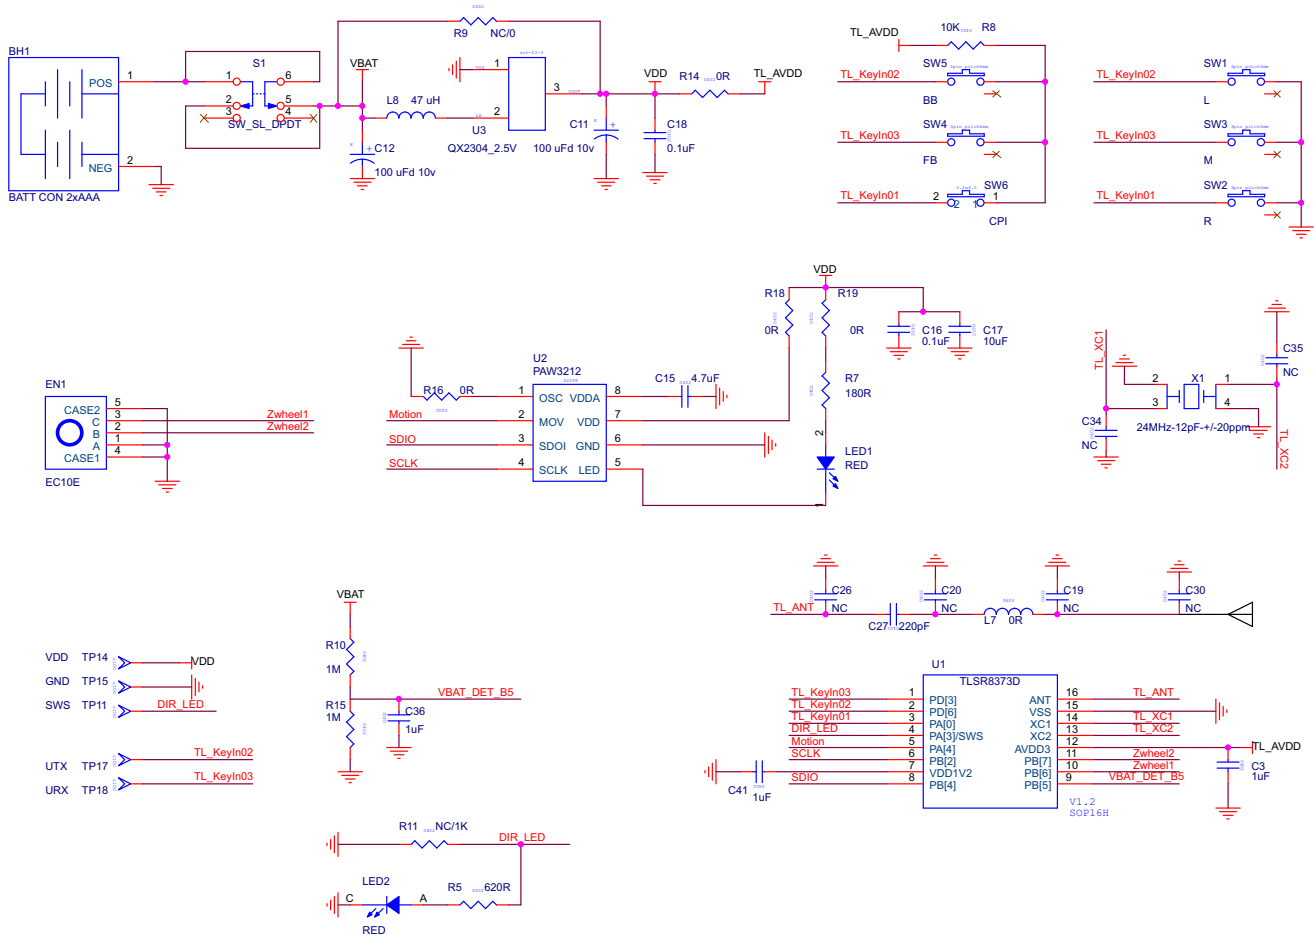 BH1
POS
1
NEG
2
BATT CON 2xAAA
S1
1
6
2
5
3
4
SW_SL_DPDT
VBAT
R9
NC/0
L8
47 uH
C12
100 uFd 10v
1
2
3
U3
QX2304_2.5V
C11
100 uFd 10v
VDD
C18
0.1uF
R14
0R
TL_AVDD
TL_AVDD
10K
R8
TL_KeyIn02
SW5
BB
TL_KeyIn03
SW4
FB
TL_KeyIn01
2
SW6
1
2
1
CPI
TL_KeyIn02
SW1
L
TL_KeyIn03
SW3
M
TL_KeyIn01
SW2
R
EN1
CASE2
5
C
3
Zwheel1
B
2
Zwheel2
A
1
CASE1
4
EC10E
R16
0R
Motion
SDIO
SCLK
U2
PAW3212
1
OSC
VDDA
8
2
MOV
VDD
7
3
SDOI
GND
6
4
SCLK
LED
5
C15
4.7uF
VDD
R18
0R
R19
0R
R7
180R
2
LED1
RED
1
C16
0.1uF
C17
10uF
TL_XC1
C34
NC
2
X1
1
3
4
24MHz-12pF-+/-20ppm
C35
NC
TL_XC2
VDD
TP14
VDD
GND
TP15
SWS
TP11
DIR_LED
UTX
TP17
TL_KeyIn02
URX
TP18
TL_KeyIn03
VBAT
R10
1M
R15
1M
VBAT_DET_B5
C36
1uF
R11
NC/1K
DIR_LED
LED2
C
A
RED
R5
620R
TL_ANT
C26
NC
C27
220pF
C20
NC
L7
0R
C19
NC
C30
NC
U1
TLSR8373D
TL_KeyIn03
1
PD[3]
ANT
16
TL_ANT
TL_KeyIn02
2
PD[6]
VSS
15
TL_KeyIn01
3
PA[0]
XC1
14
TL_XC1
DIR_LED
4
PA[3]/SWS
XC2
13
TL_XC2
Motion
5
PA[4]
AVDD3
12
TL_AVDD
SCLK
6
PB[2]
PB[7]
11
Zwheel2
7
VDD1V2
PB[6]
10
Zwheel1
SDIO
8
PB[4]
PB[5]
9
VBAT_DET_B5
C41
1uF
C3
1uF
V1.2
SOP16H